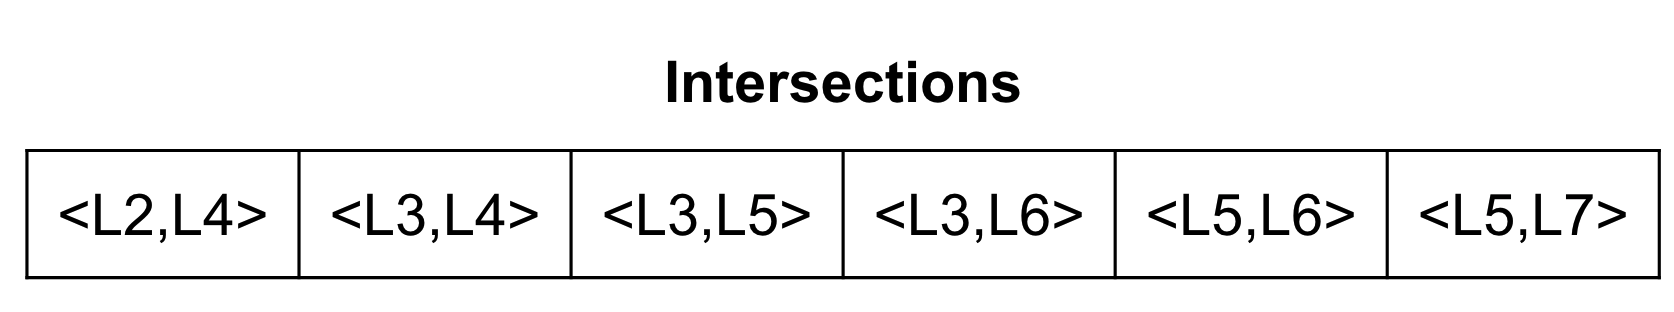 Intersections
<L2,L4> <L3,L4> <L3,L5> <L3,L6> <L5,L6> <L5,L7>